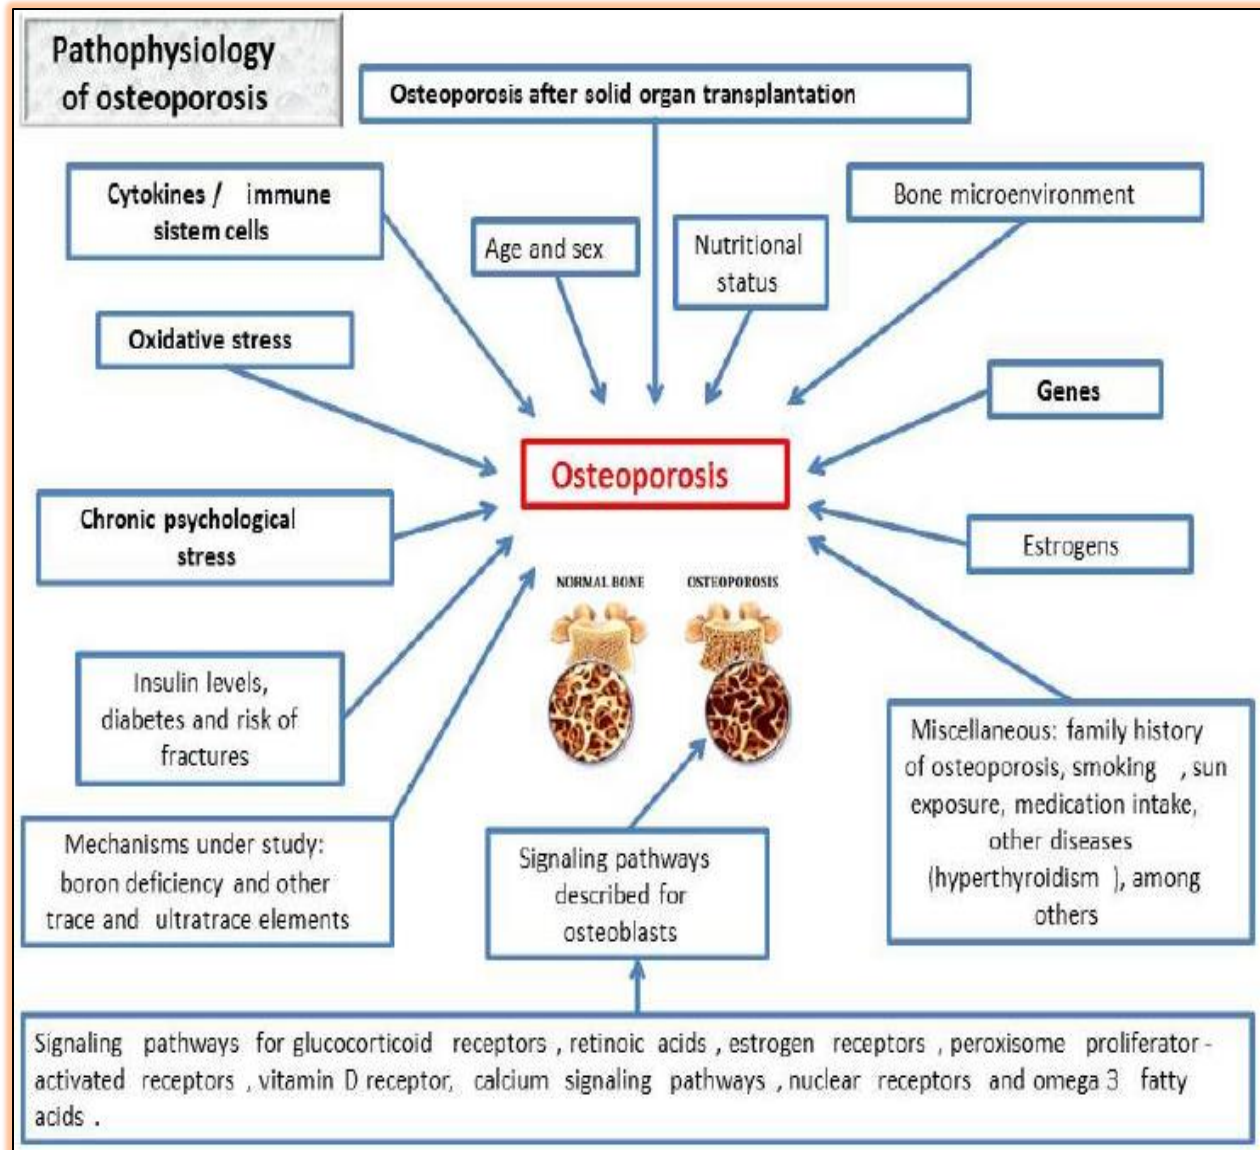 Pathophysiology
of osteoporosis
Osteoporosis after solid organ transplantation
Cytokines / immune
sistem cells
Age and sex
Nutritional
status
Bone microenvironment
Oxidative stress
Genes
Osteoporosis
Chronic psychological
stress
Estrogens
NORMAL BONE
OSTEOPOROSIS
Insulin levels,
diabetes and risk of
fractures
Miscellaneous: family history
of osteoporosis, smoking , sun
exposure, medication intake,
other diseases
(hyperthyroidism ), among
others
Mechanisms under study:
boron deficiency and other
trace and ultratrace elements
Signaling pathways
described for
osteoblasts
Signaling pathways for glucocorticoid receptors , retinoic acids , estrogen receptors , peroxisome proliferator-
activated receptors , vitamin D receptor, calcium signaling pathways , nuclear receptors and omega 3 fatty
acids .